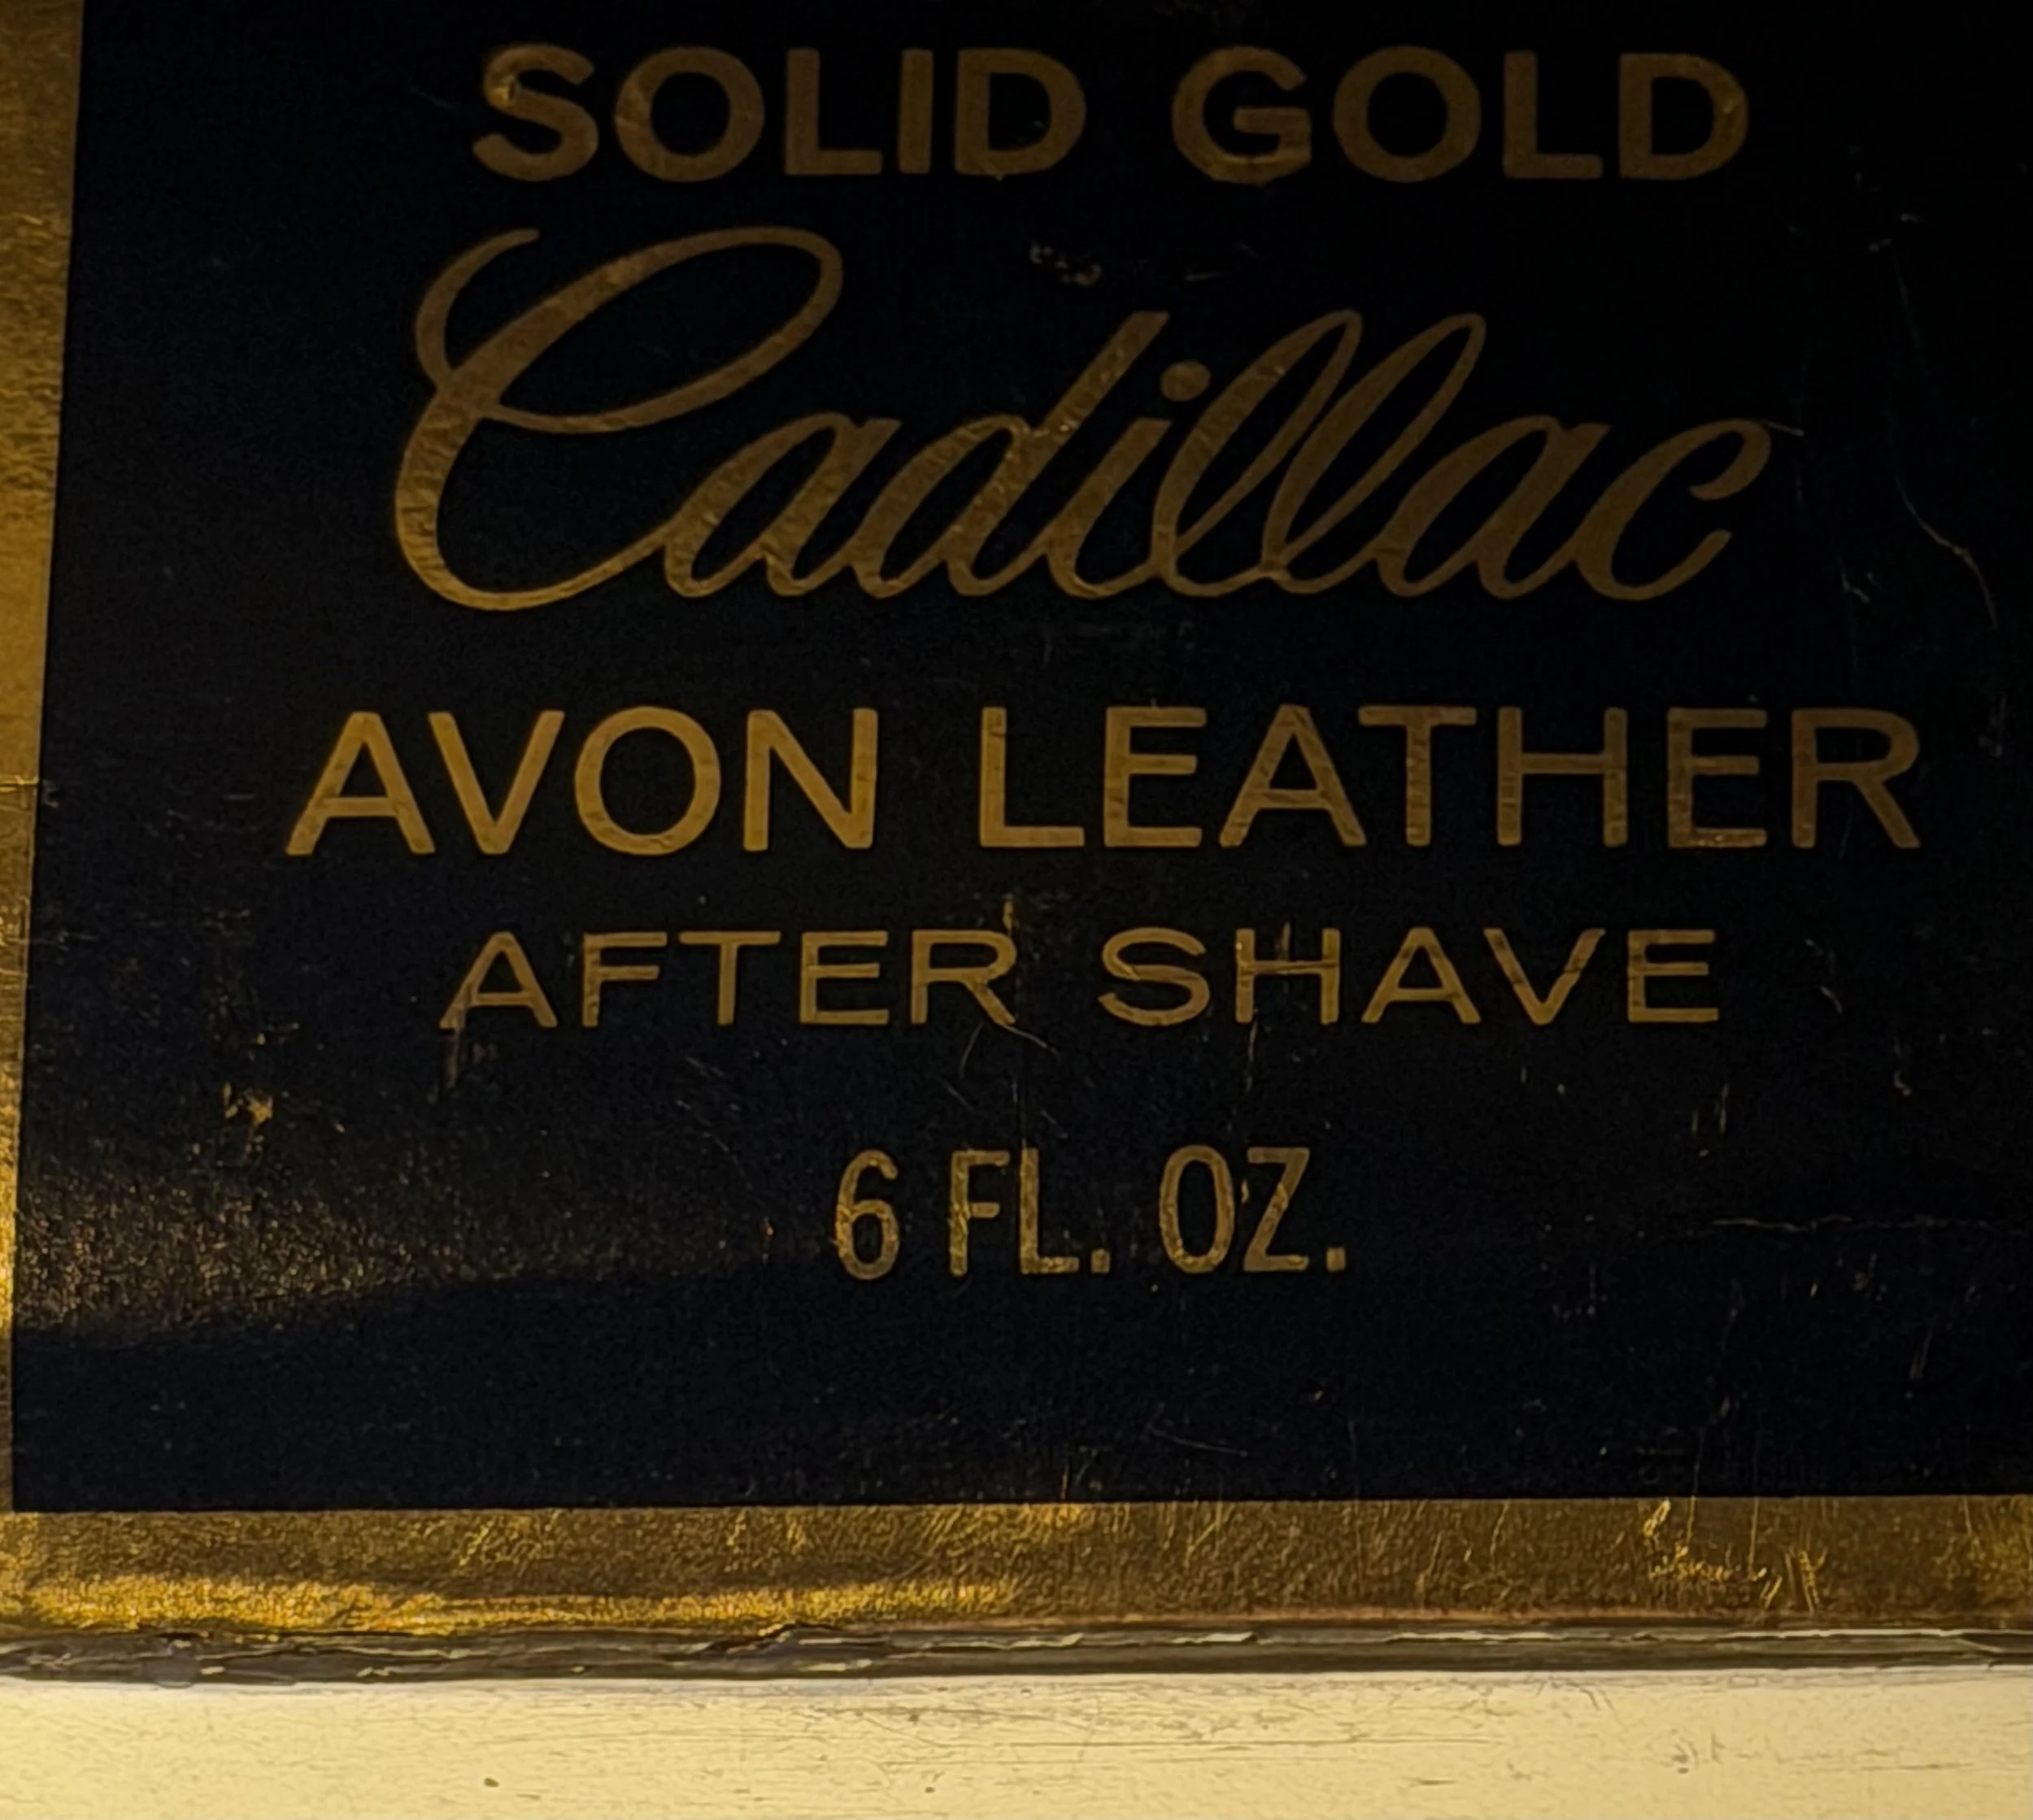 SOLID GOLD
Cadillac
AVON LEATHER
AFTER SHAVE
6 FL. OZ.